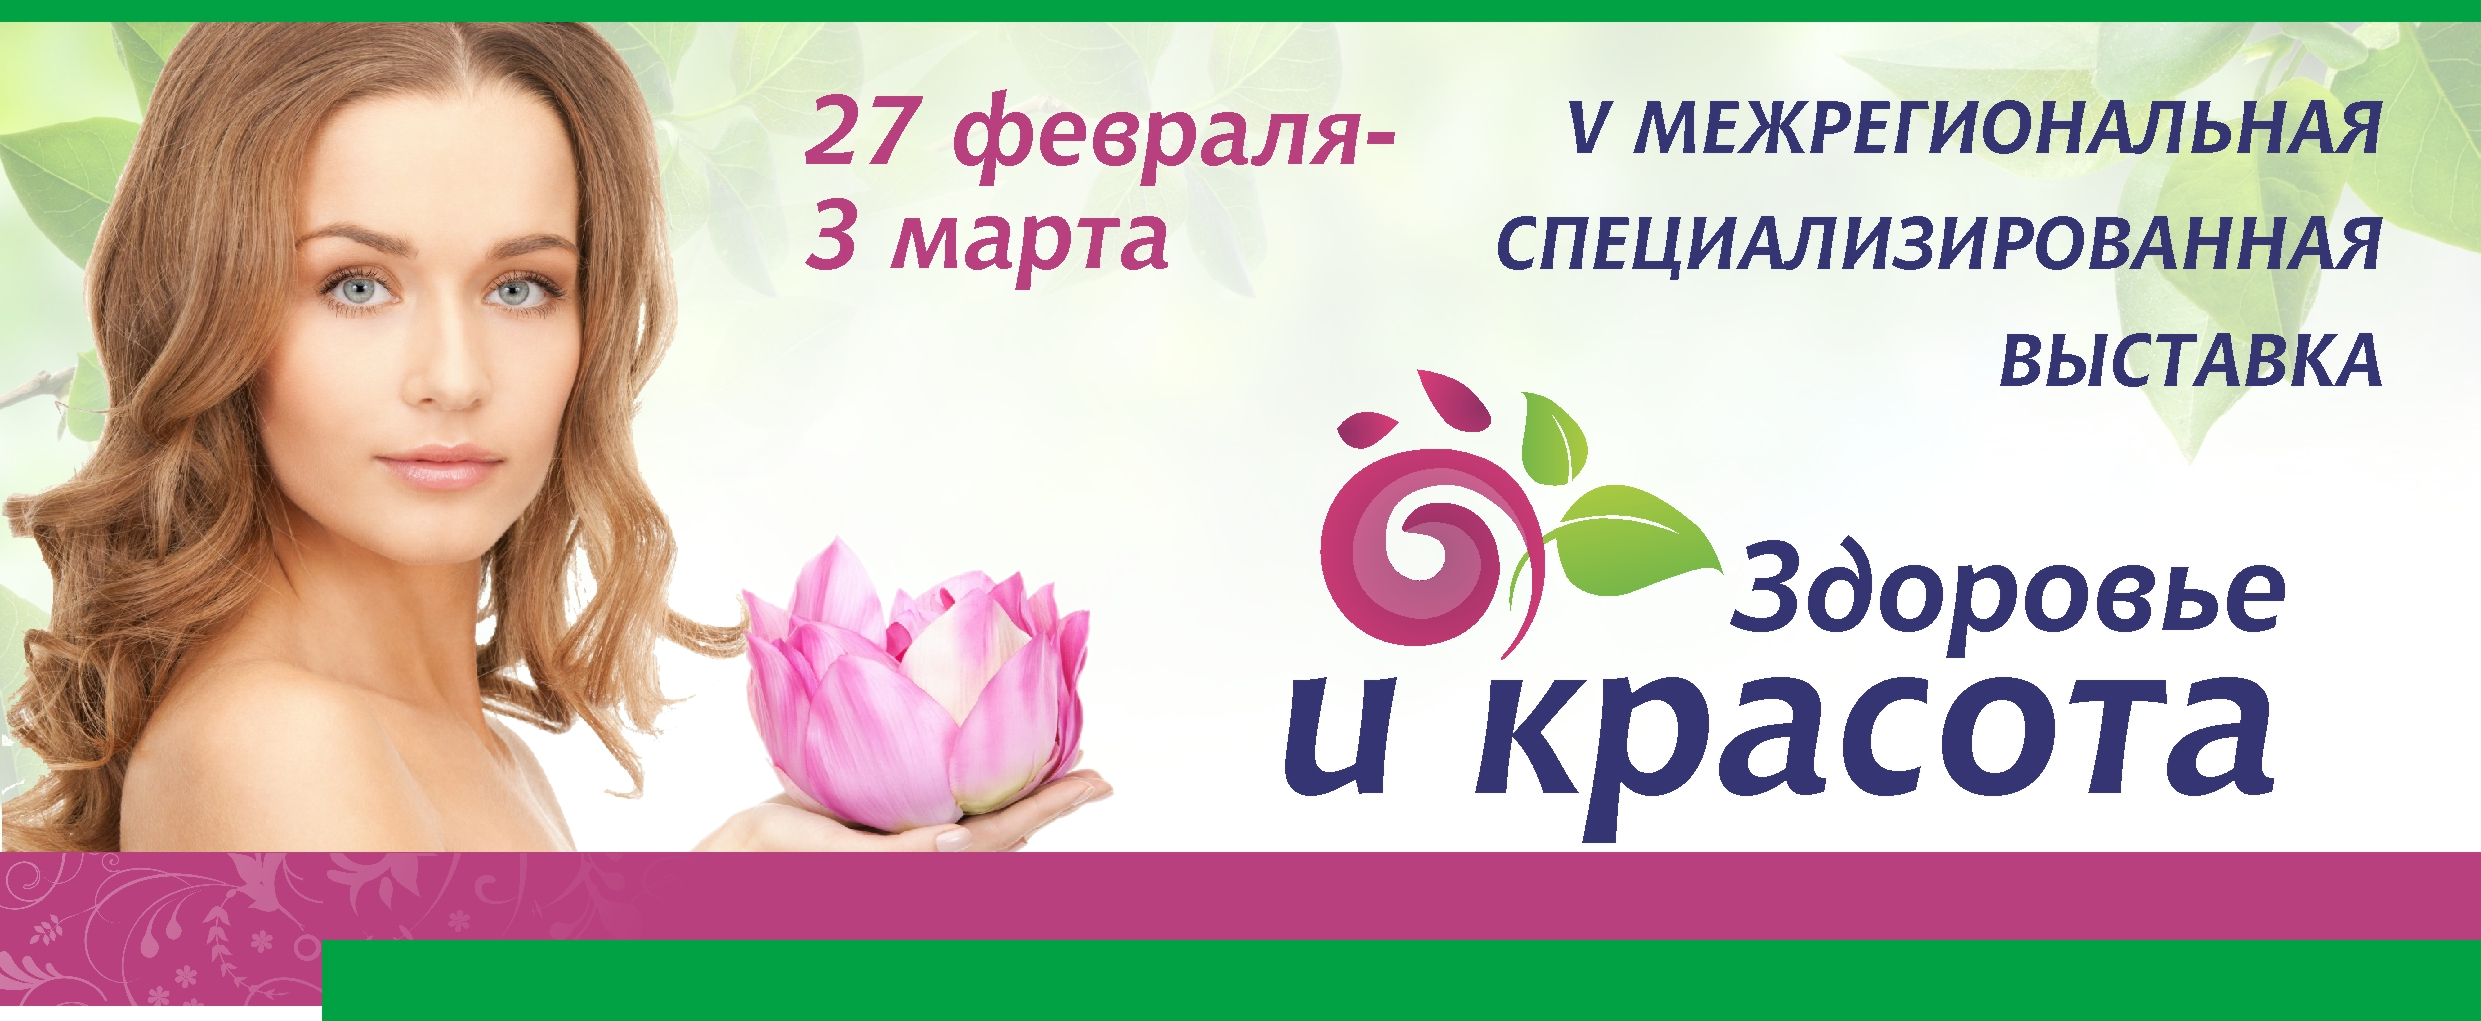 27 февраля-
3 марта
V МЕЖРЕГИОНАЛЬНАЯ
СПЕЦИАЛИЗИРОВАННАЯ
ВЫСТАВКА
Здоровье
и красота